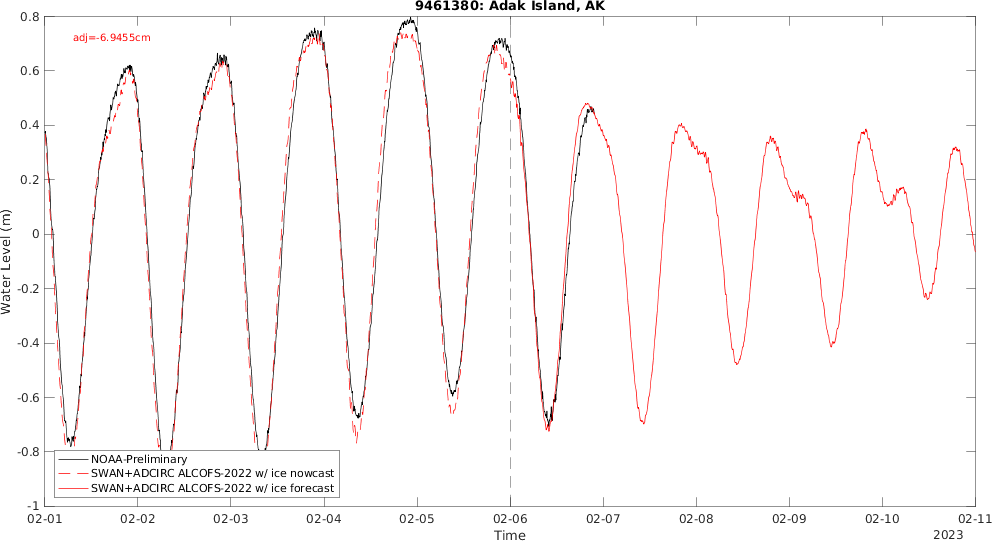 9461380: Adak Island, AK
adj=-6.9455cm
0.8
0.6
0.4
0.2
0
-0.2
-0.4
-0.6
-0.8
-1
Water Level (m)
NOAA-Preliminary
SWAN+ADCIRC ALCOFS-2022 w/ ice nowcast
SWAN+ADCIRC ALCOFS-2022 w/ ice forecast
02-01 02-02 02-03 02-04 02-05 02-06 02-07 02-08 02-09 02-10 02-11
Time
2023